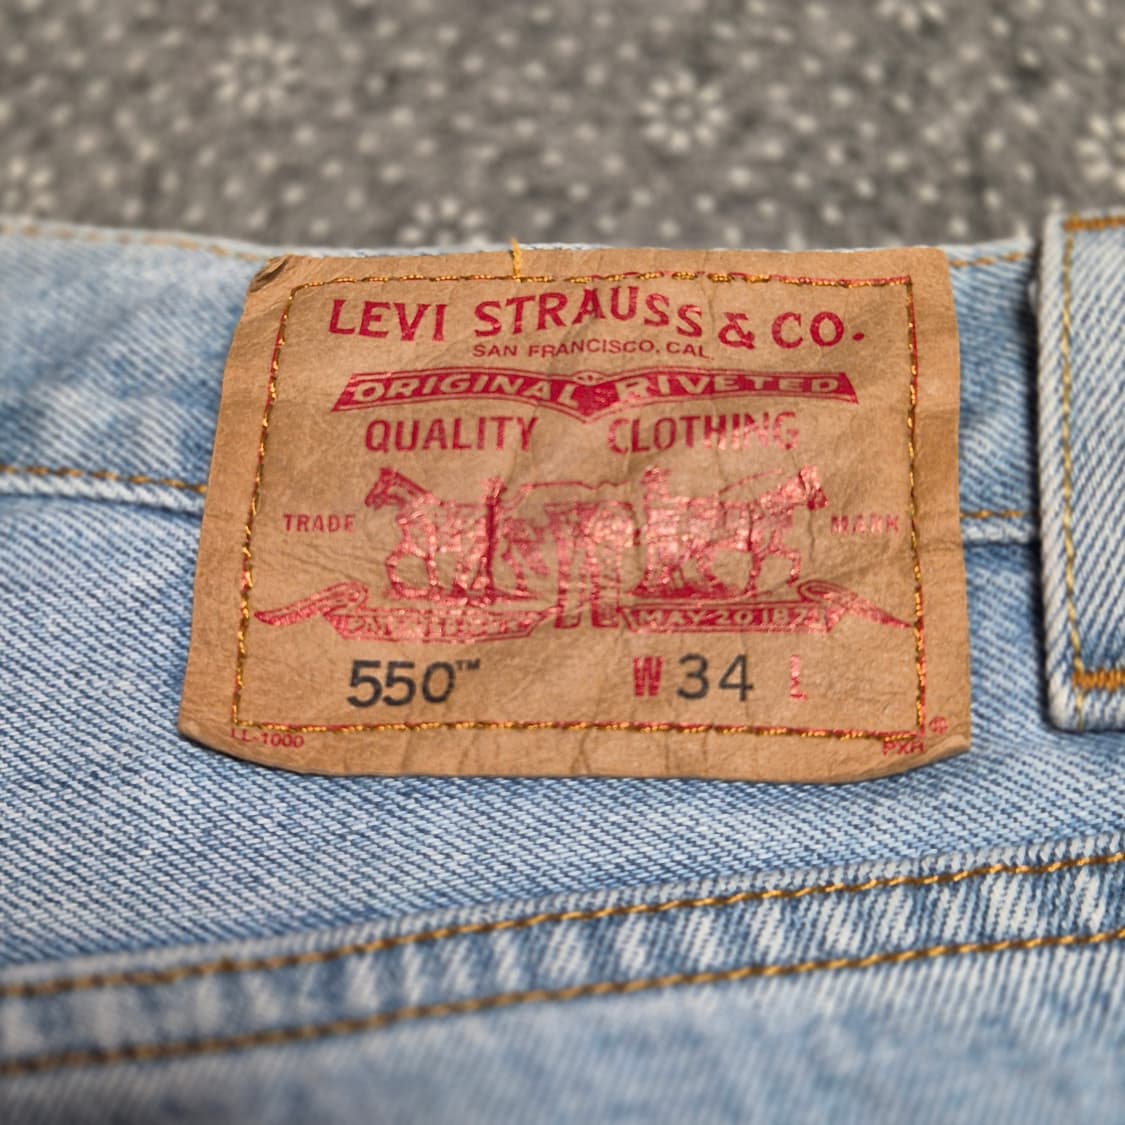 LEVI STRAUSS & CO.
SAN FRANCISCO, CAL
ORIGINAL RIVETED
QUALITY CLOTHING
TRADE MARK
MAY 20 1873
550™ W 34 L
LL-1000 ®